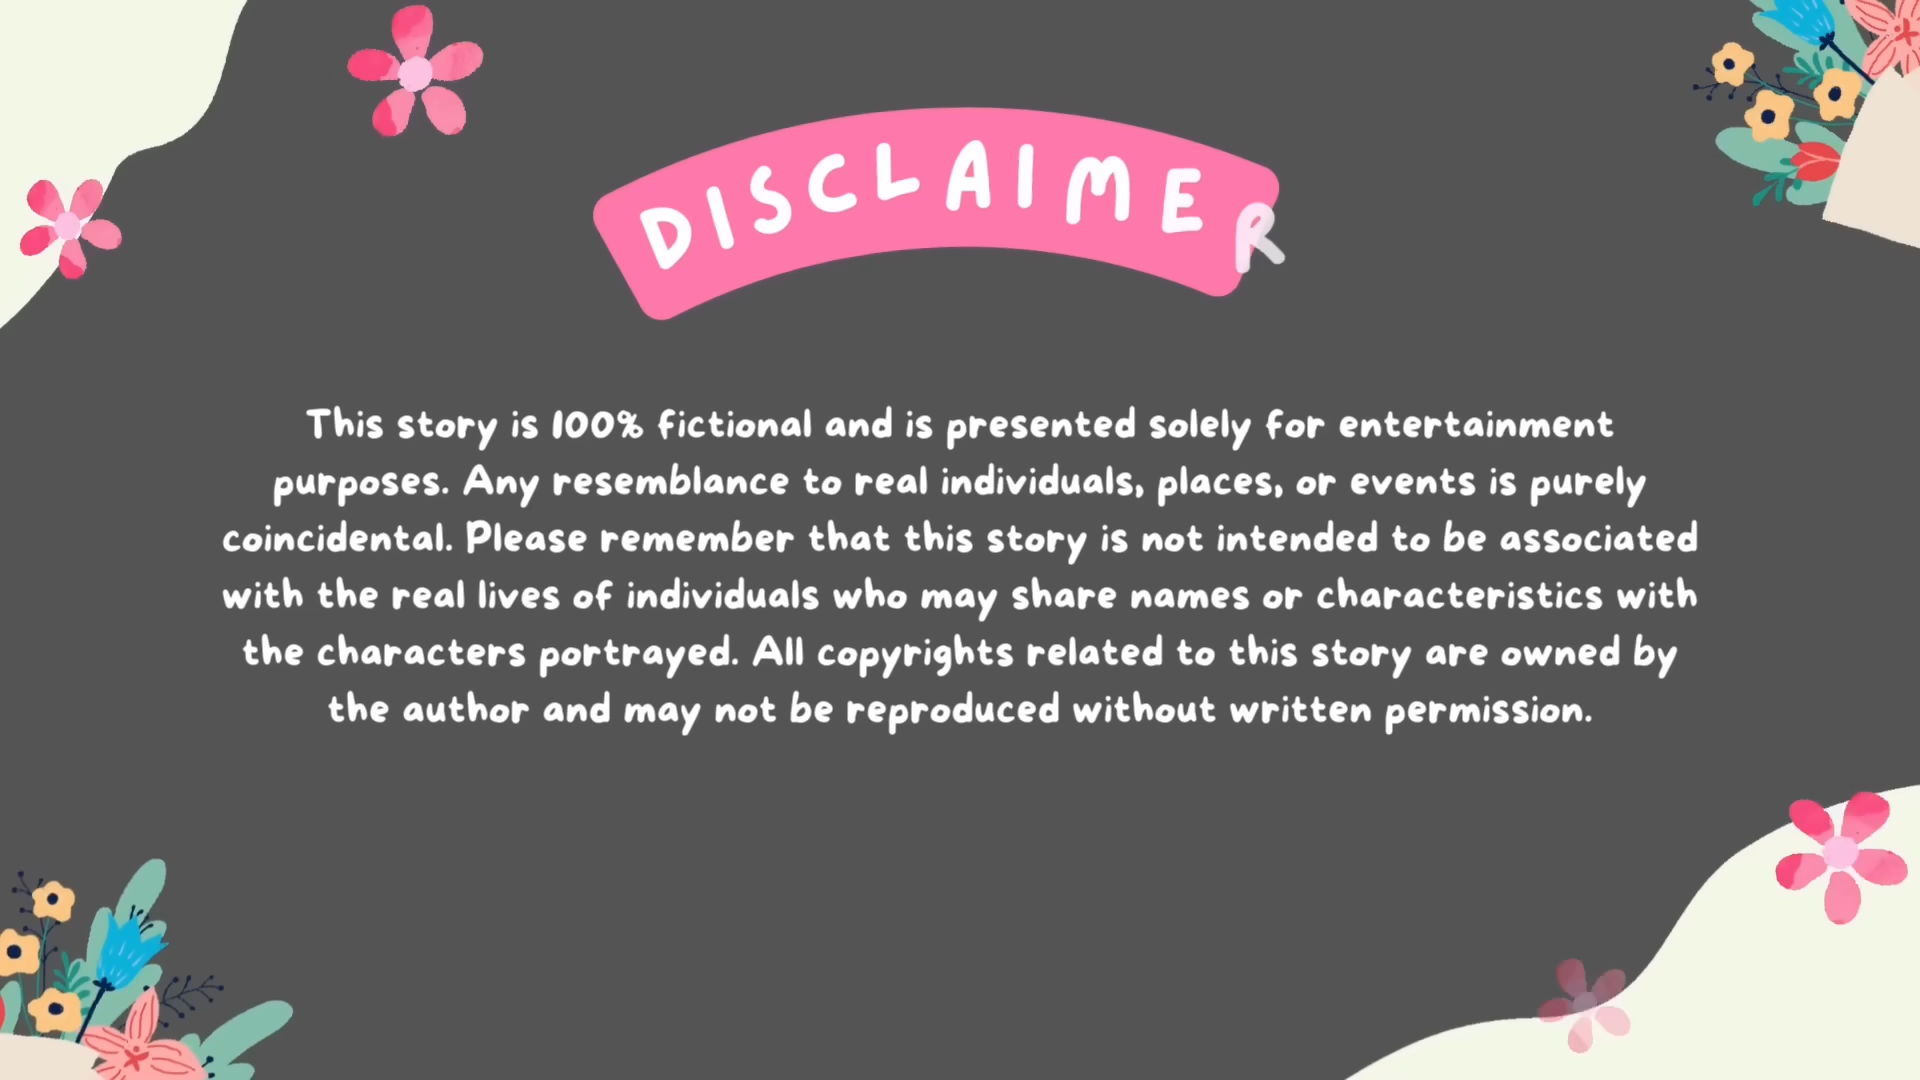 DISCLAIMER
This story is 100% fictional and is presented solely for entertainment
purposes. Any resemblance to real individuals, places, or events is purely
coincidental. Please remember that this story is not intended to be associated
with the real lives of individuals who may share names or characteristics with
the characters portrayed. All copyrights related to this story are owned by
the author and may not be reproduced without written permission.